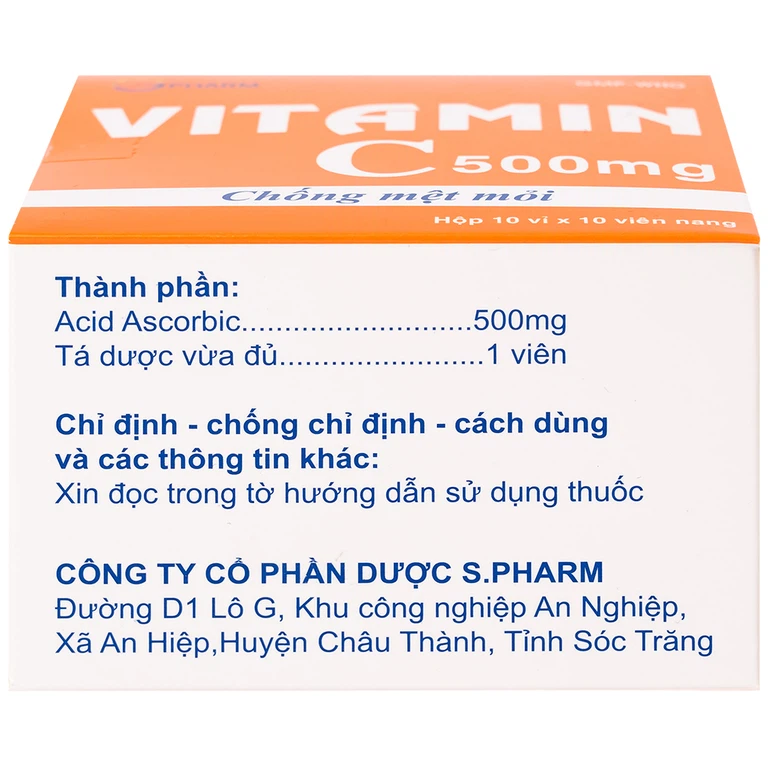 SPHARM
GMP-WHO
VITAMIN
C 500mg
Chống mệt mỏi
Hộp 10 vỉ x 10 viên nang
Thành phần:
Acid Ascorbic..........................500mg
Tá dược vừa đủ.......................1 viên
Chỉ định - chống chỉ định - cách dùng
và các thông tin khác:
Xin đọc trong tờ hướng dẫn sử dụng thuốc
CÔNG TY CỔ PHẦN DƯỢC S.PHARM
Đường D1 Lô G, Khu công nghiệp An Nghiệp,
Xã An Hiệp,Huyện Châu Thành, Tỉnh Sóc Trăng